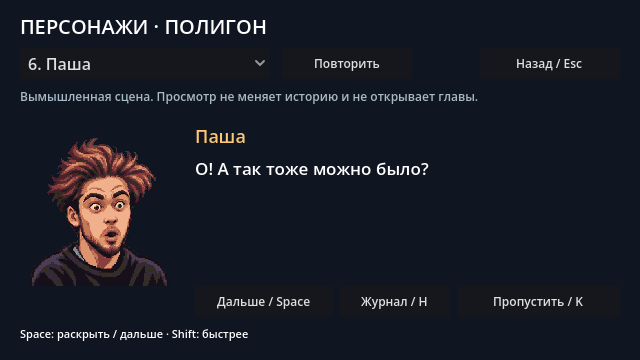 ПЕРСОНАЖИ · ПОЛИГОН
6. Паша
Повторить
Назад / Esc
Вымышленная сцена. Просмотр не меняет историю и не открывает главы.
Паша
О! А так тоже можно было?
Дальше / Space
Журнал / H
Пропустить / K
Space: раскрыть / дальше · Shift: быстрее